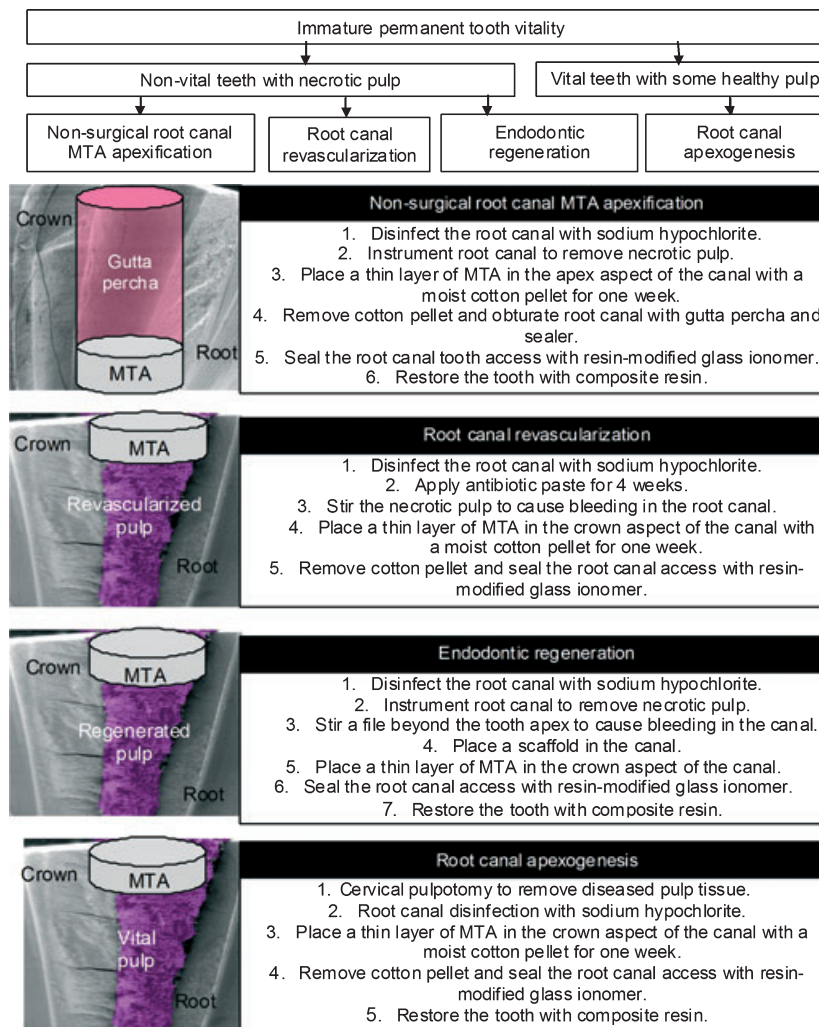 Immature permanent tooth vitality
Non-vital teeth with necrotic pulp
Vital teeth with some healthy pulp
Non-surgical root canal
MTA apexification
Root canal
revascularization
Endodontic
regeneration
Root canal
apexogenesis
Crown
Gutta
percha
Root
MTA
Non-surgical root canal MTA apexification
1. Disinfect the root canal with sodium hypochlorite.
2. Instrument root canal to remove necrotic pulp.
3. Place a thin layer of MTA in the apex aspect of the canal with a
moist cotton pellet for one week.
4. Remove cotton pellet and obturate root canal with gutta percha and
sealer.
5. Seal the root canal tooth access with resin-modified glass ionomer.
6. Restore the tooth with composite resin.
Crown
MTA
Revascularized
pulp
Root
Root canal revascularization
1. Disinfect the root canal with sodium hypochlorite.
2. Apply antibiotic paste for 4 weeks.
3. Stir the necrotic pulp to cause bleeding in the root canal.
4. Place a thin layer of MTA in the crown aspect of the canal with
a moist cotton pellet for one week.
5. Remove cotton pellet and seal the root canal access with resin-
modified glass ionomer.
Crown
MTA
Regenerated
pulp
Root
Endodontic regeneration
1. Disinfect the root canal with sodium hypochlorite.
2. Instrument root canal to remove necrotic pulp.
3. Stir a file beyond the tooth apex to cause bleeding in the canal.
4. Place a scaffold in the canal.
5. Place a thin layer of MTA in the crown aspect of the canal.
6. Seal the root canal access with resin-modified glass ionomer.
7. Restore the tooth with composite resin.
Crown
MTA
Vital
pulp
Root
Root canal apexogenesis
1. Cervical pulpotomy to remove diseased pulp tissue.
2. Root canal disinfection with sodium hypochlorite.
3. Place a thin layer of MTA in the crown aspect of the canal with a
moist cotton pellet for one week.
4. Remove cotton pellet and seal the root canal access with resin-
modified glass ionomer.
5. Restore the tooth with composite resin.